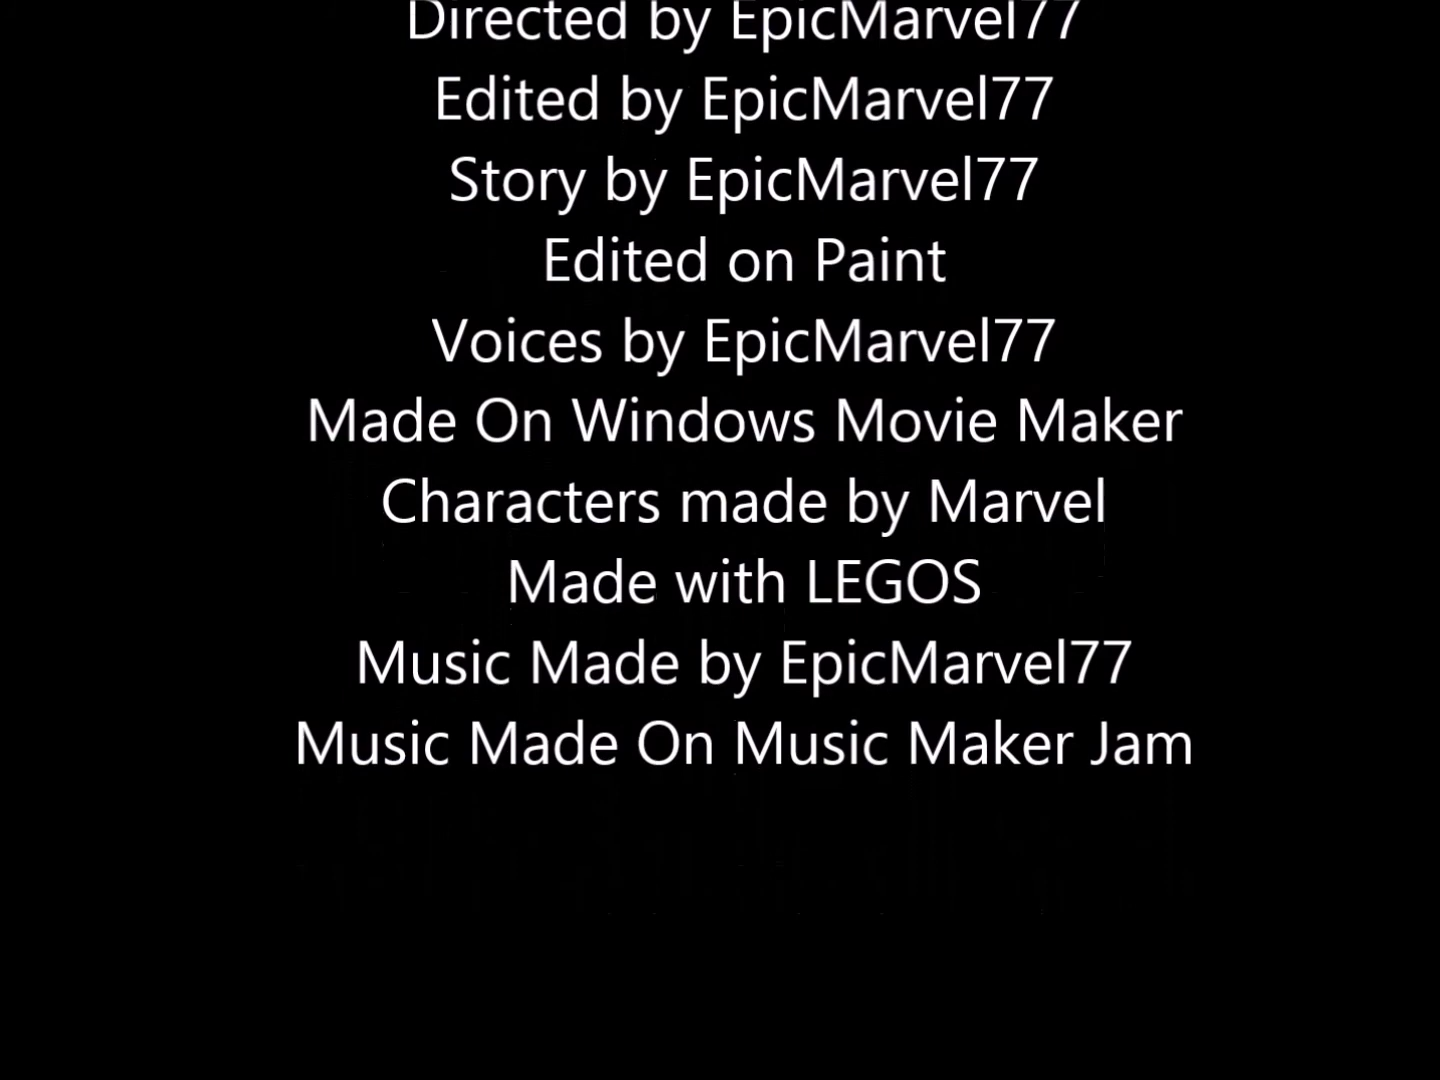 Directed by EpicMarvel77
Edited by EpicMarvel77
Story by EpicMarvel77
Edited on Paint
Voices by EpicMarvel77
Made On Windows Movie Maker
Characters made by Marvel
Made with LEGOS
Music Made by EpicMarvel77
Music Made On Music Maker Jam